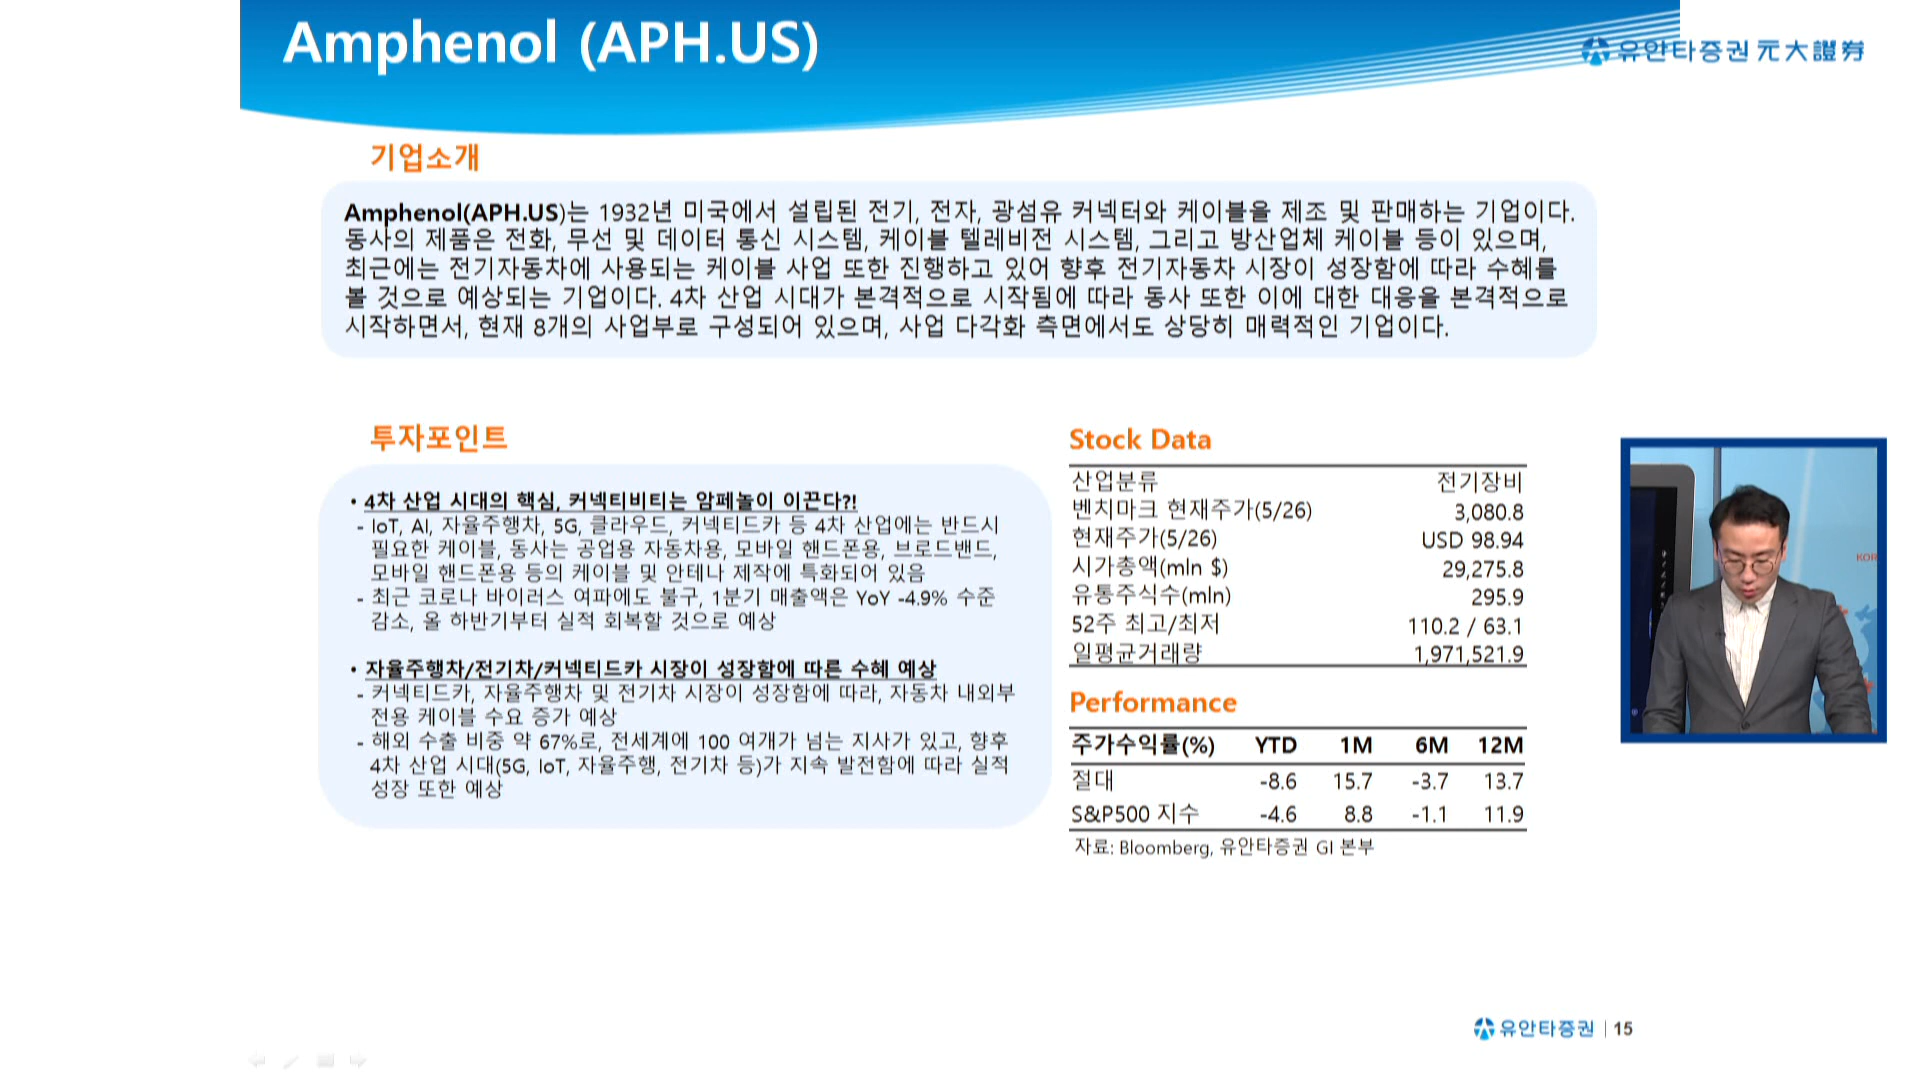 Amphenol (APH.US)
유안타증권 元大證券
기업소개
Amphenol(APH.US)는 1932년 미국에서 설립된 전기, 전자, 광섬유 커넥터와 케이블을 제조 및 판매하는 기업이다.
동사의 제품은 전화, 무선 및 데이터 통신 시스템, 케이블 텔레비전 시스템, 그리고 방산업체 케이블 등이 있으며,
최근에는 전기자동차에 사용되는 케이블 사업 또한 진행하고 있어 향후 전기자동차 시장이 성장함에 따라 수혜를
볼 것으로 예상되는 기업이다. 4차 산업 시대가 본격적으로 시작됨에 따라 동사 또한 이에 대한 대응을 본격적으로
시작하면서, 현재 8개의 사업부로 구성되어 있으며, 사업 다각화 측면에서도 상당히 매력적인 기업이다.
투자포인트
• 4차 산업 시대의 핵심, 커넥티비티는 암페놀이 이끈다?!
- IoT, AI, 자율주행차, 5G, 클라우드, 커넥티드카 등 4차 산업에는 반드시
필요한 케이블, 동사는 공업용 자동차용, 모바일 핸드폰용, 브로드밴드,
모바일 핸드폰용 등의 케이블 및 안테나 제작에 특화되어 있음
- 최근 코로나 바이러스 여파에도 불구, 1분기 매출액은 YoY -4.9% 수준
감소, 올 하반기부터 실적 회복할 것으로 예상
• 자율주행차/전기차/커넥티드카 시장이 성장함에 따른 수혜 예상
- 커넥티드카, 자율주행차 및 전기차 시장이 성장함에 따라, 자동차 내외부
전용 케이블 수요 증가 예상
- 해외 수출 비중 약 67%로, 전세계에 100 여개가 넘는 지사가 있고, 향후
4차 산업 시대(5G, IoT, 자율주행, 전기차 등)가 지속 발전함에 따라 실적
성장 또한 예상
Stock Data
산업분류 전기장비
벤치마크 현재주가(5/26) 3,080.8
현재주가(5/26) USD 98.94
시가총액(mln $) 29,275.8
유통주식수(mln) 295.9
52주 최고/최저 110.2 / 63.1
일평균거래량 1,971,521.9
Performance
주가수익률(%) YTD 1M 6M 12M
절대 -8.6 15.7 -3.7 13.7
S&P500 지수 -4.6 8.8 -1.1 11.9
자료: Bloomberg, 유안타증권 GI 본부
KOR
유안타증권 | 15